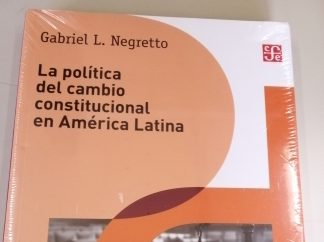 Gabriel L. Negretto
La política
del cambio
constitucional
en América Latina